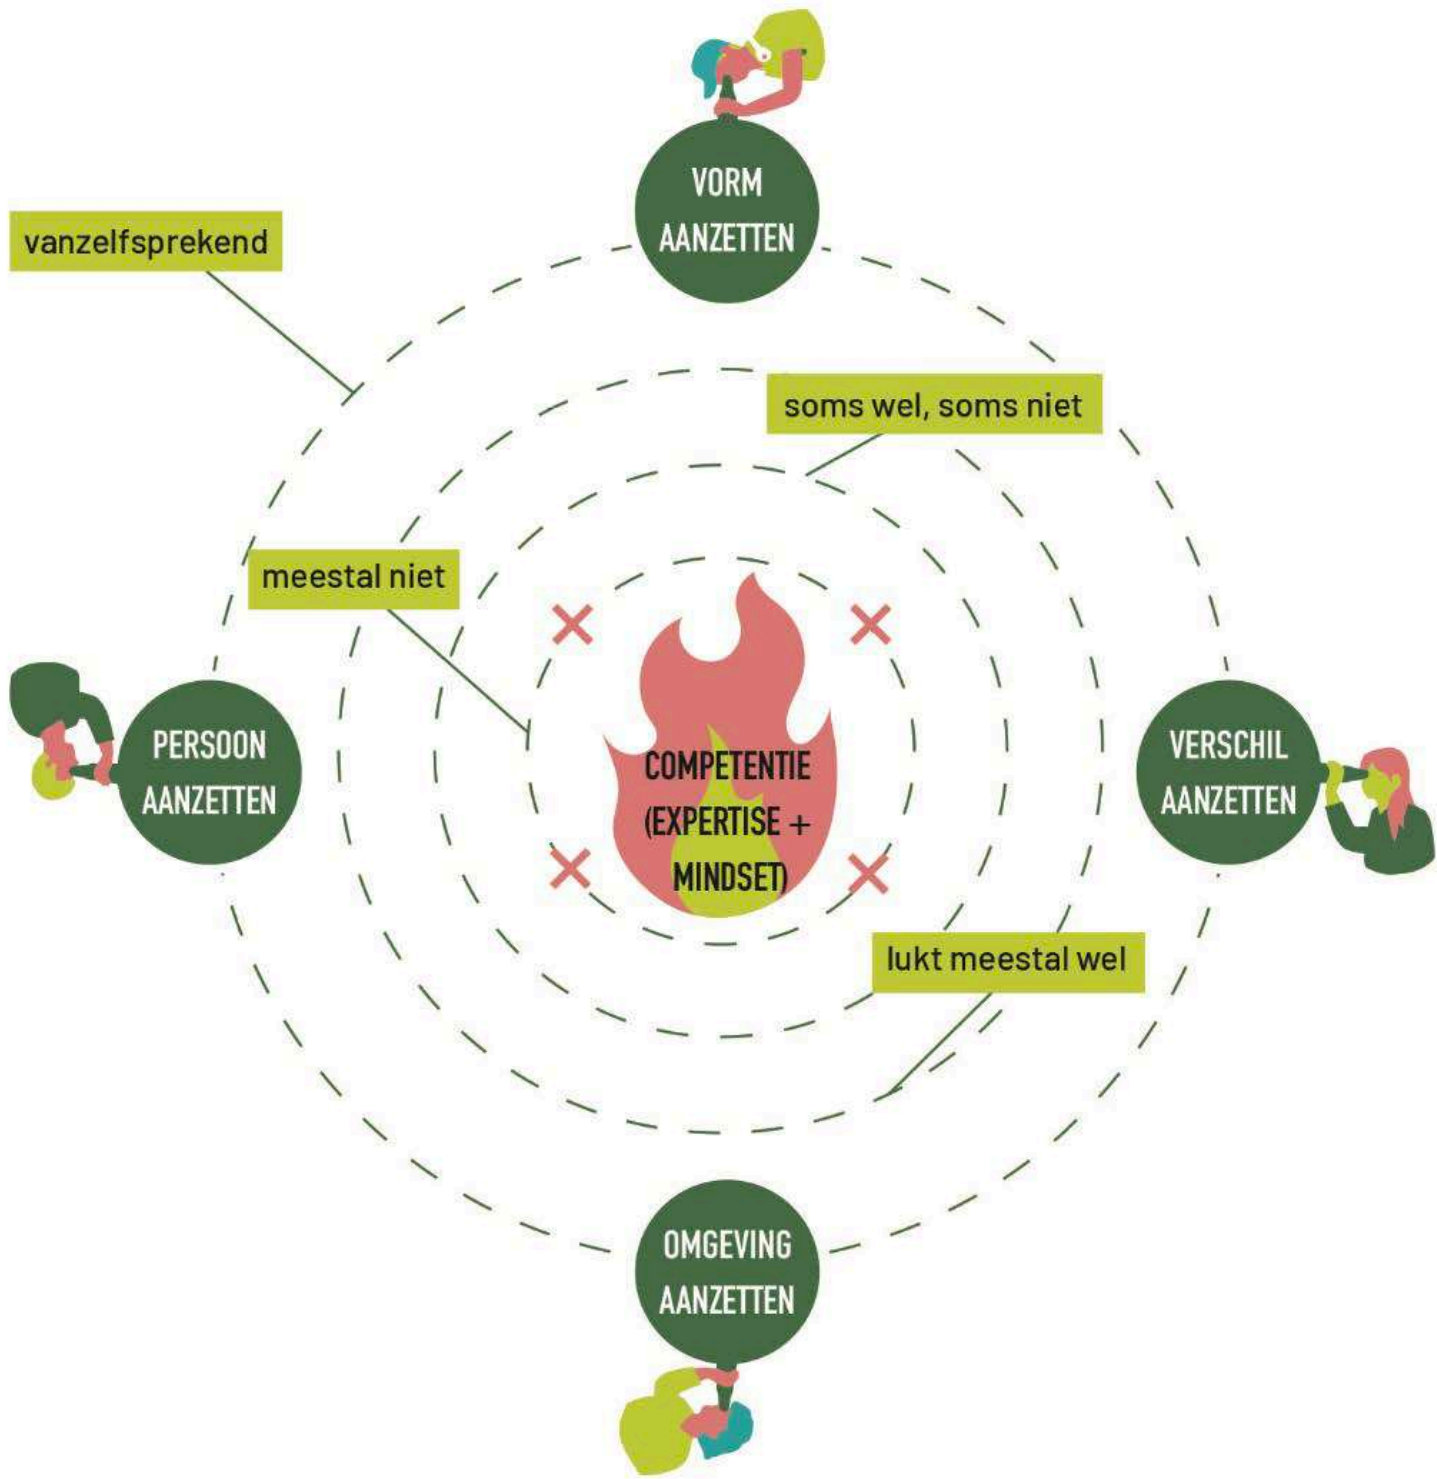 VORM
AANZETTEN
vanzelfsprekend
soms wel, soms niet
meestal niet
PERSOON
AANZETTEN
COMPETENTIE
(EXPERTISE +
MINDSET)
VERSCHIL
AANZETTEN
lukt meestal wel
OMGEVING
AANZETTEN